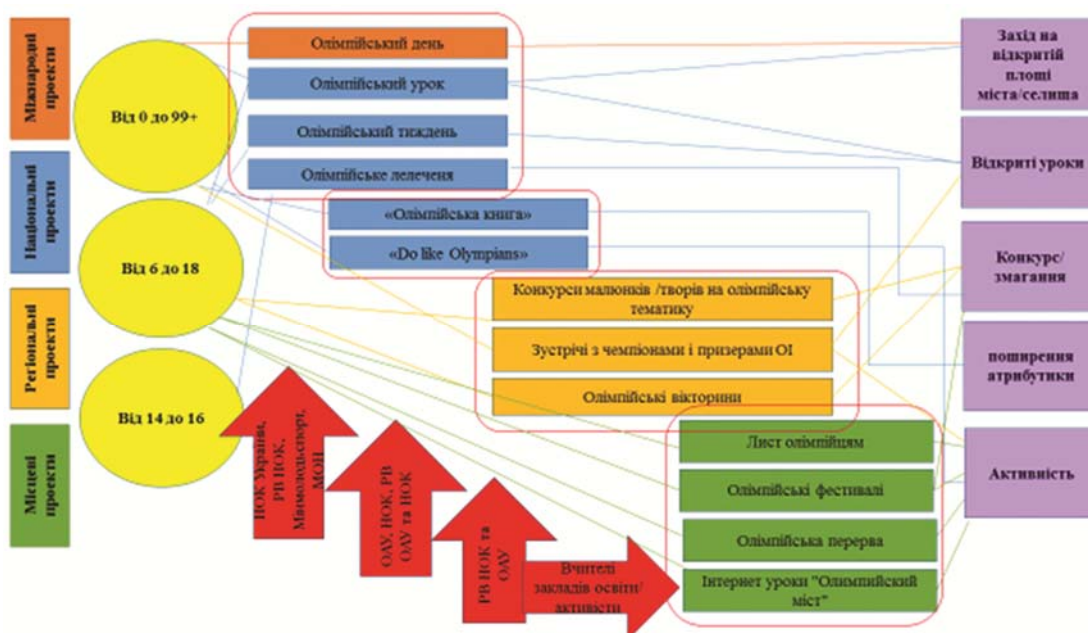 Міжнародні
проекти
Національні
проекти
Регіональні
проекти
Місцеві
проекти
Від 0 до 99+
Від 6 до 18
Від 14 до 16
Олімпійський день
Олімпійський урок
Олімпійський тиждень
Олімпійське лелеченя
«Олімпійська книга»
«Do like Olympians»
Конкурси малюнків /творів на олімпійську
тематику
Зустрічі з чемпіонами і призерами ОІ
Олімпійські вікторини
Лист олімпійцям
Олімпійські фестивалі
Олімпійська перерва
Інтернет уроки "Олимпийский
міст"
НОК України,
РВ НОК,
Мінмолодьспорт,
МОН
ОАУ, НОК, РВ
ОАУ та НОК
РВ НОК та
ОАУ
Вчителі
закладів освіти/
активісти
Захід на
відкритій
площі
міста/селища
Відкриті уроки
Конкурс/
змагання
поширення
атрибутики
Активність